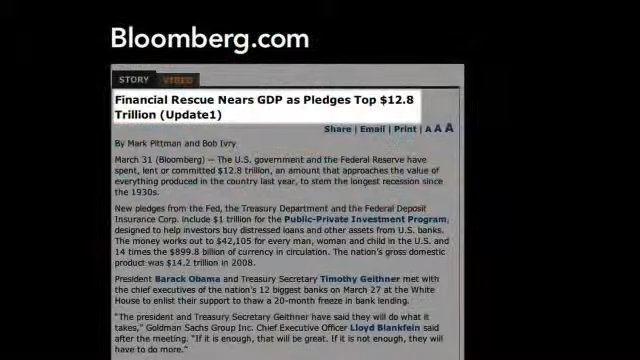 Bloomberg.com
STORY VIDEO
Financial Rescue Nears GDP as Pledges Top $12.8
Trillion (Update1)
Share | Email | Print | A A A
By Mark Pittman and Bob Ivry
March 31 (Bloomberg) -- The U.S. government and the Federal Reserve have
spent, lent or committed $12.8 trillion, an amount that approaches the value of
everything produced in the country last year, to stem the longest recession since
the 1930s.
New pledges from the Fed, the Treasury Department and the Federal Deposit
Insurance Corp. include $1 trillion for the Public-Private Investment Program,
designed to help investors buy distressed loans and other assets from U.S. banks.
The money works out to $42,105 for every man, woman and child in the U.S. and
14 times the $899.8 billion of currency in circulation. The nation's gross domestic
product was $14.2 trillion in 2008.
President Barack Obama and Treasury Secretary Timothy Geithner met with
the chief executives of the nation's 12 biggest banks on March 27 at the White
House to enlist their support to thaw a 20-month freeze in bank lending.
"The president and Treasury Secretary Geithner have said they will do what it
takes," Goldman Sachs Group Inc. Chief Executive Officer Lloyd Blankfein said
after the meeting. "If it is enough, that will be great. If it is not enough, they will
have to do more."